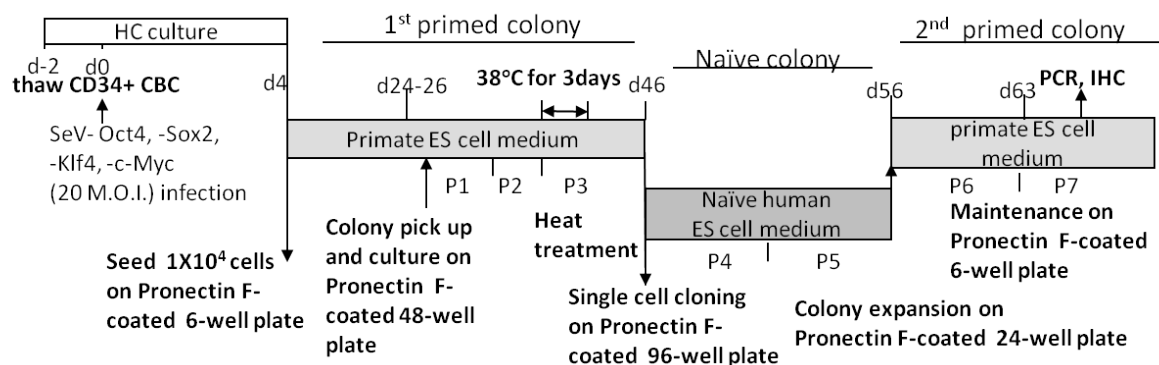 HC culture
1st primed colony
2nd primed colony
Naïve colony
d-2
d0
thaw CD34+ CBC
d4
d24-26
38°C for 3days
d46
d56
d63
PCR, IHC
SeV- Oct4, -Sox2,
-Klf4, -c-Myc
(20 M.O.I.) infection
Primate ES cell medium
primate ES cell
medium
P1
P2
P3
P6
P7
Naïve human
ES cell medium
P4
P5
Seed 1X10⁴ cells
on Pronectin F-
coated 6-well plate
Colony pick up
and culture on
Pronectin F-
coated 48-well
plate
Heat
treatment
Single cell cloning
on Pronectin F-
coated 96-well plate
Maintenance on
Pronectin F-coated
6-well plate
Colony expansion on
Pronectin F-coated 24-well plate